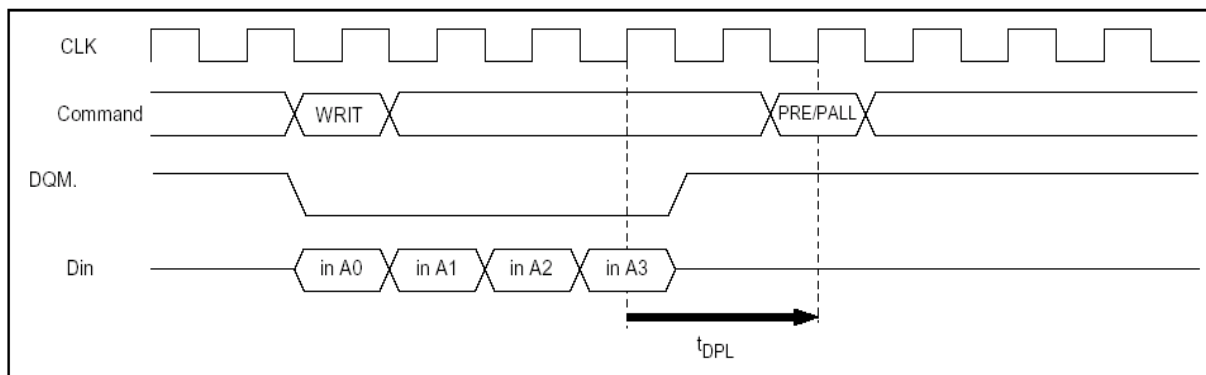 CLK
Command WRIT PRE/PALL
DQM.
Din in A0 in A1 in A2 in A3
tDPL